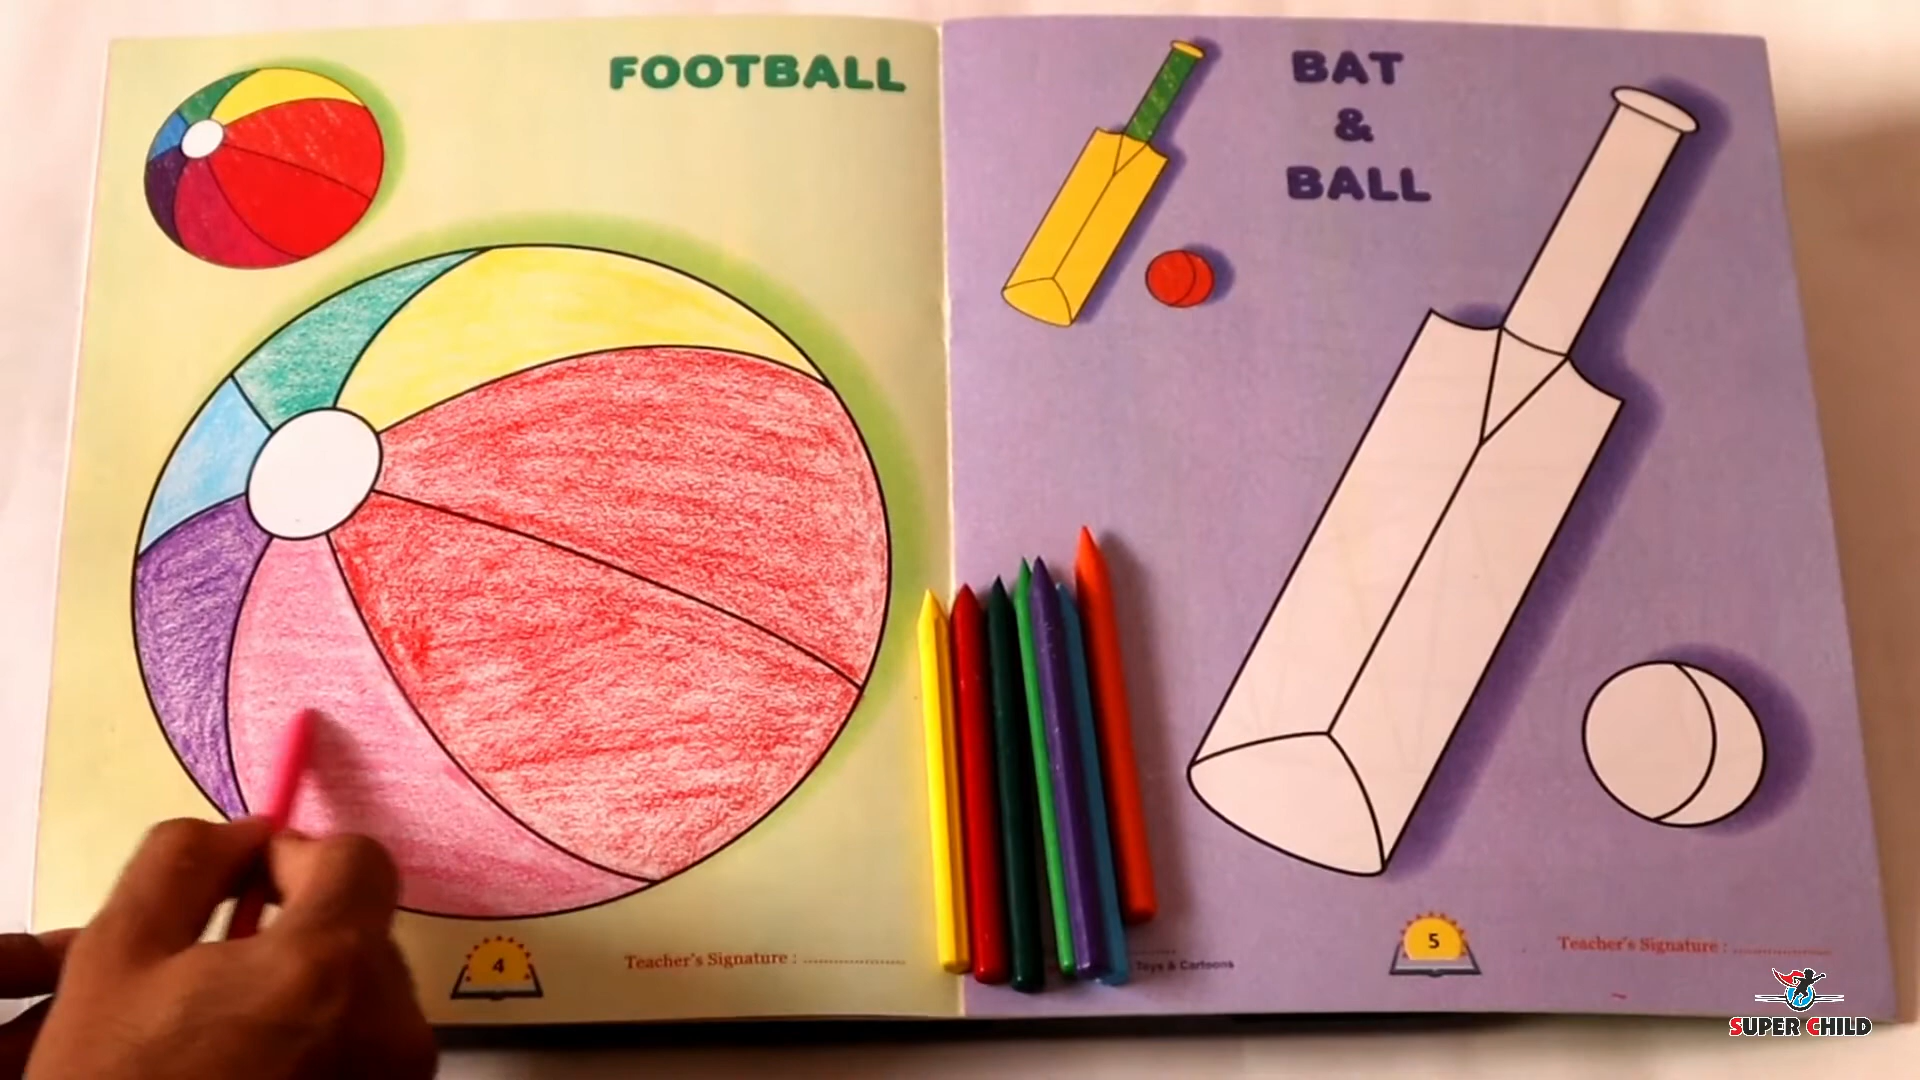 FOOTBALL
4
Teacher's Signature : ....................
BAT
&
BALL
Toys & Cartoons
5
Teacher's Signature : ....................
SUPER CHILD